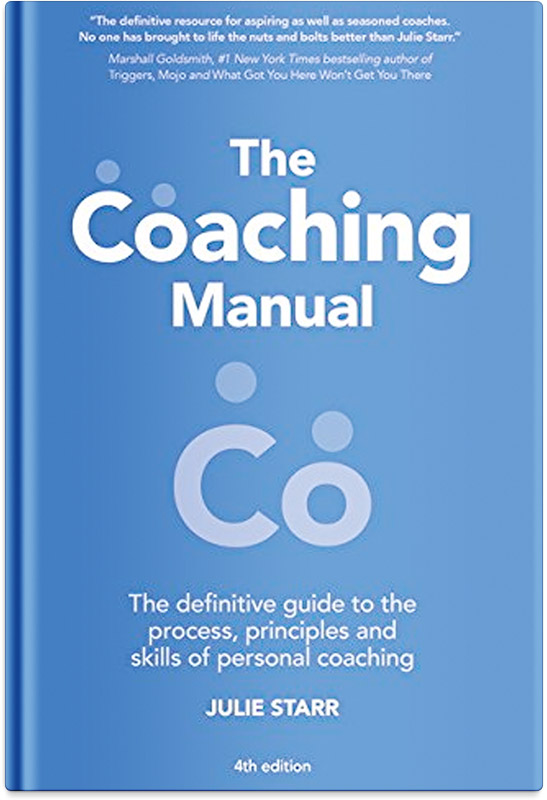 "The definitive resource for aspiring as well as seasoned coaches.
No one has brought to life the nuts and bolts better than Julie Starr."
Marshall Goldsmith, #1 New York Times bestselling author of
Triggers, Mojo and What Got You Here Won't Get You There
The
Coaching
Manual
Co
The definitive guide to the
process, principles and
skills of personal coaching
JULIE STARR
4th edition